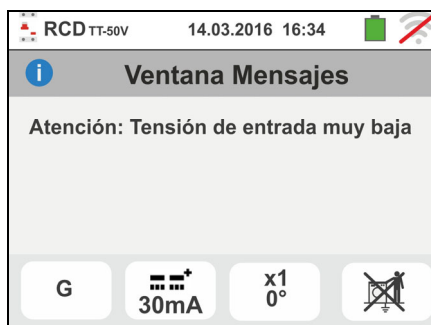 RCD TT-50V 14.03.2016 16:34
i Ventana Mensajes
Atención: Tensión de entrada muy baja
G
30mA
x1
0°